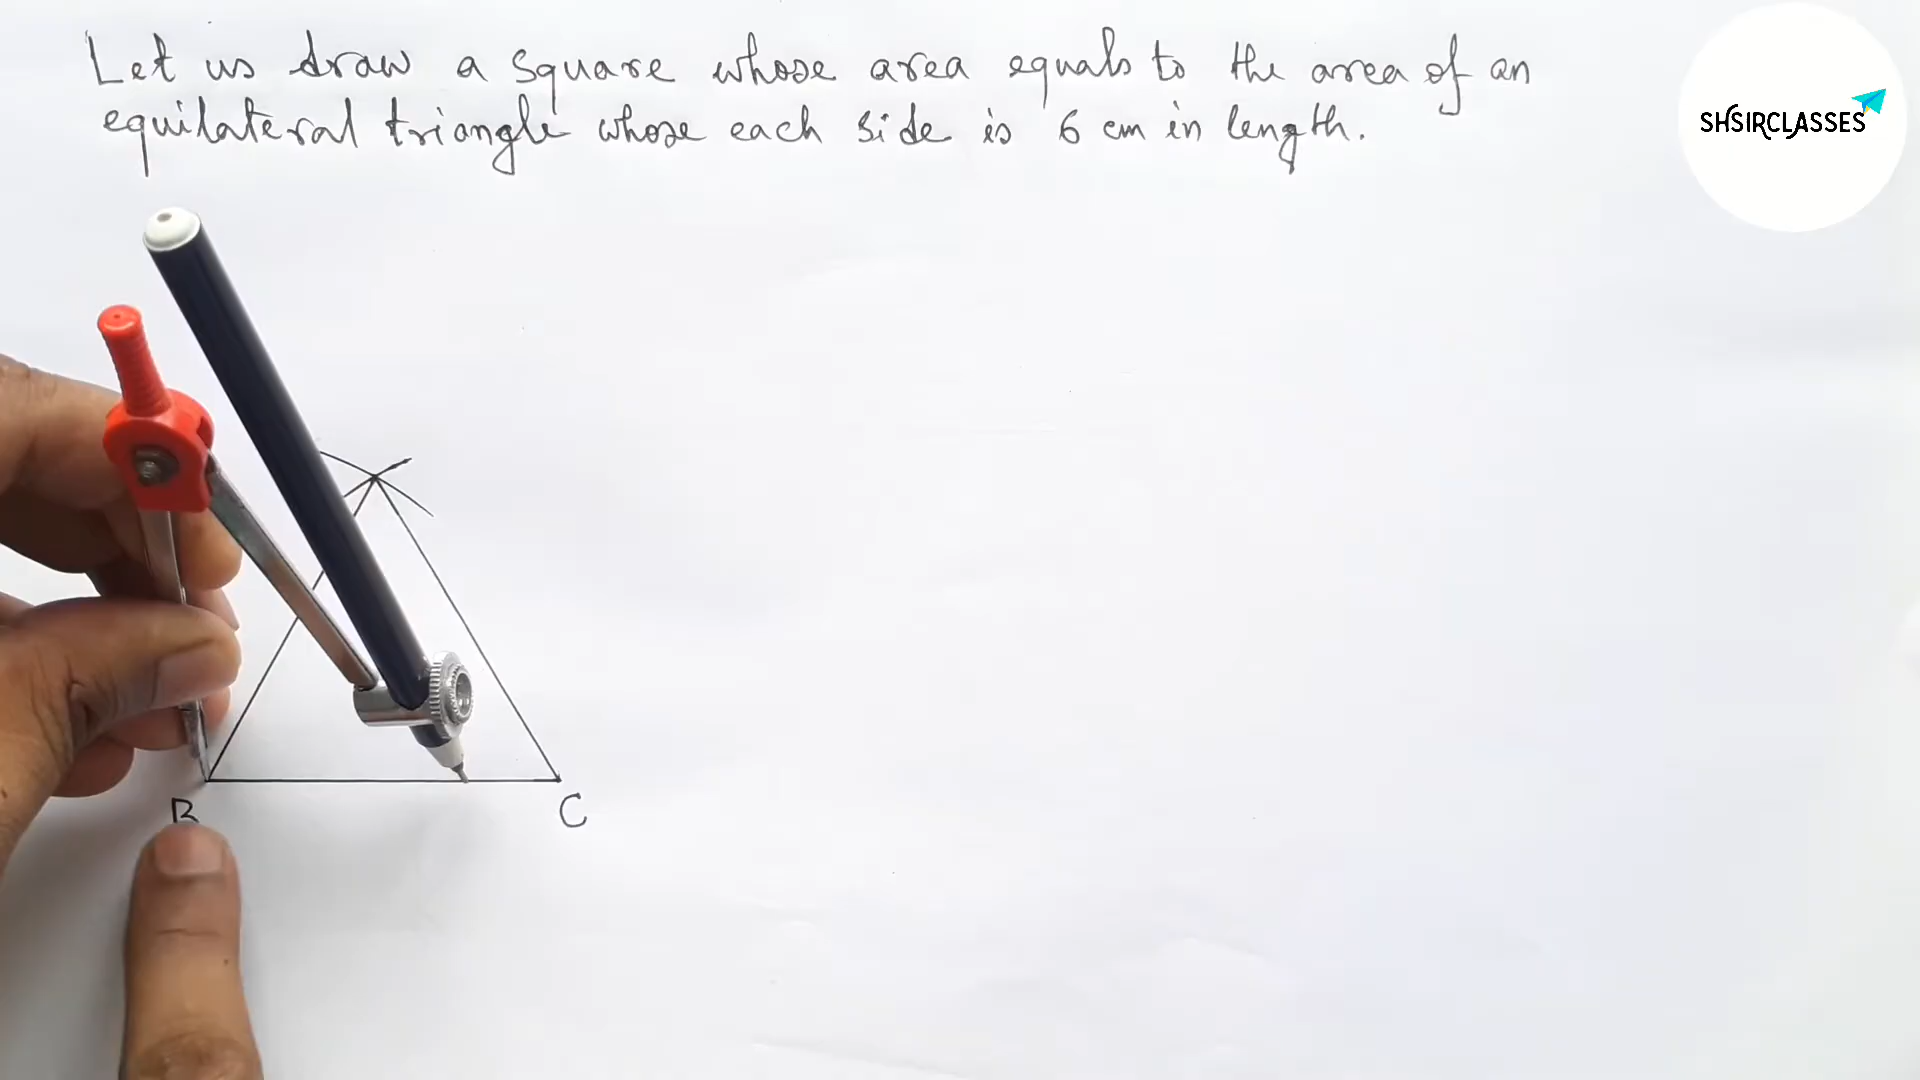 Let us draw a square whose area equals to the area of an
equilateral triangle whose each side is 6 cm in length.
SHSIRCLASSES
B
C